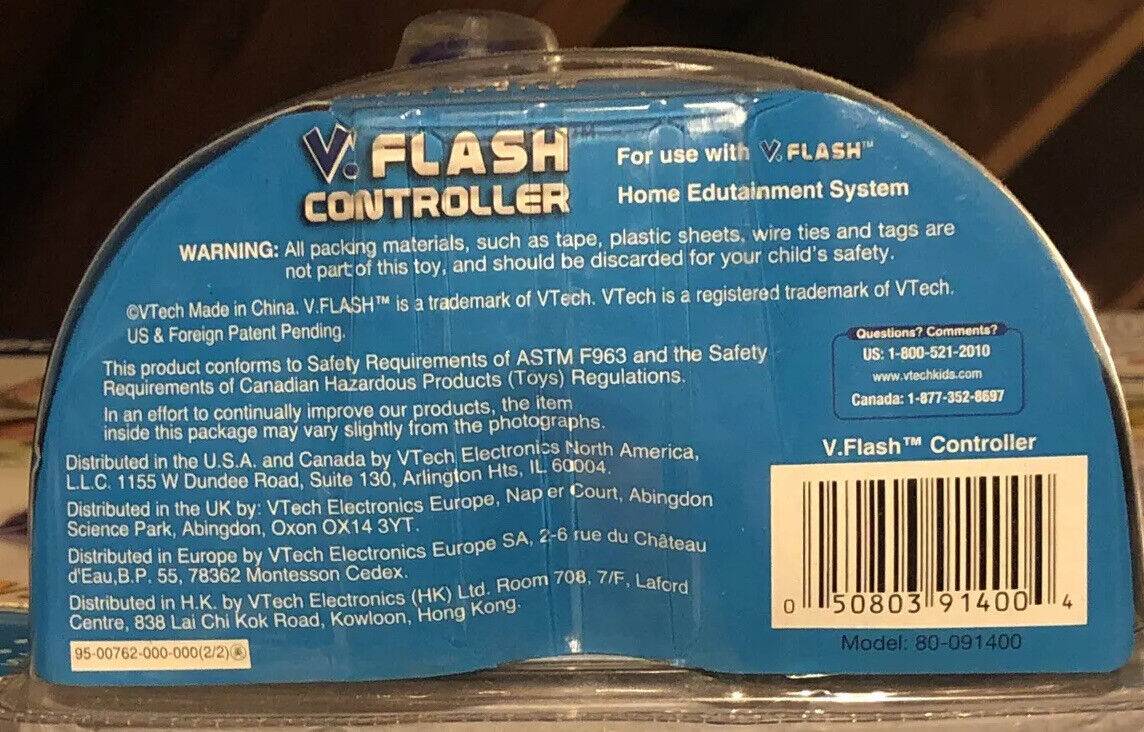 V.FLASH
CONTROLLER
For use with V.FLASH™
Home Edutainment System
WARNING: All packing materials, such as tape, plastic sheets, wire ties and tags are
not part of this toy, and should be discarded for your child's safety.
©VTech Made in China. V.FLASH™ is a trademark of VTech. VTech is a registered trademark of VTech.
US & Foreign Patent Pending.
This product conforms to Safety Requirements of ASTM F963 and the Safety
Requirements of Canadian Hazardous Products (Toys) Regulations.
In an effort to continually improve our products, the item
inside this package may vary slightly from the photographs.
Distributed in the U.S.A. and Canada by VTech Electronics North America,
L.L.C. 1155 W Dundee Road, Suite 130, Arlington Hts, IL 60004.
Distributed in the UK by: VTech Electronics Europe, Napier Court, Abingdon
Science Park, Abingdon, Oxon OX14 3YT.
Distributed in Europe by VTech Electronics Europe SA, 2-6 rue du Château
d'Eau,B.P. 55, 78362 Montesson Cedex.
Distributed in H.K. by VTech Electronics (HK) Ltd. Room 708, 7/F, Laford
Centre, 838 Lai Chi Kok Road, Kowloon, Hong Kong.
95-00762-000-000(2/2)
Questions? Comments?
US: 1-800-521-2010
www.vtechkids.com
Canada: 1-877-352-8697
V.Flash™ Controller
0 50803 91400 4
Model: 80-091400